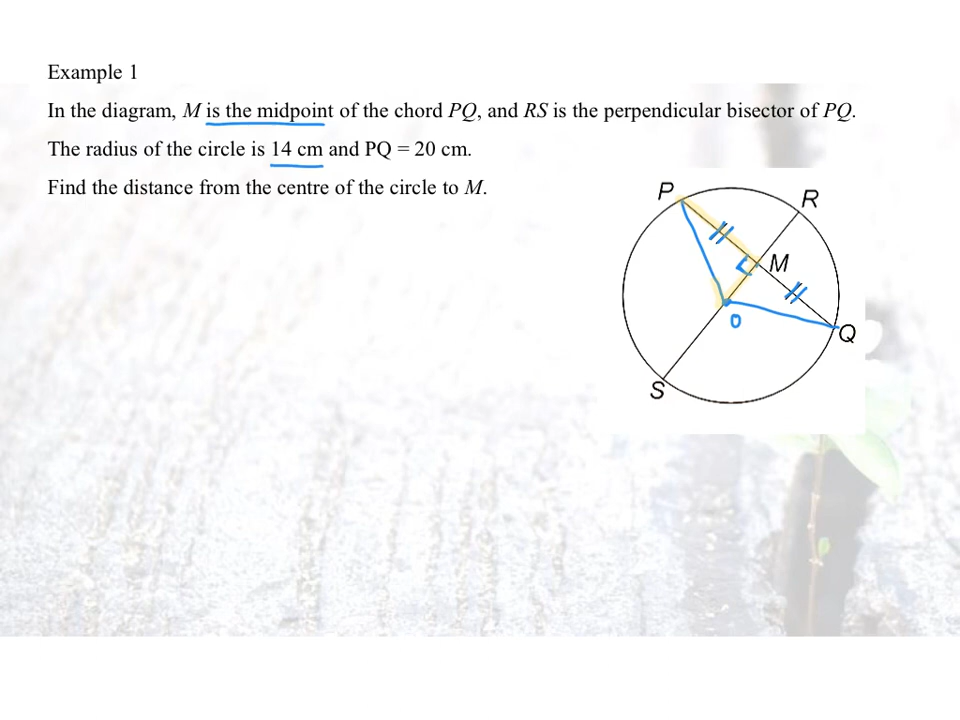 Example 1
In the diagram, M is the midpoint of the chord PQ, and RS is the perpendicular bisector of PQ.
The radius of the circle is 14 cm and PQ = 20 cm.
Find the distance from the centre of the circle to M.
P
R
M
O
Q
S